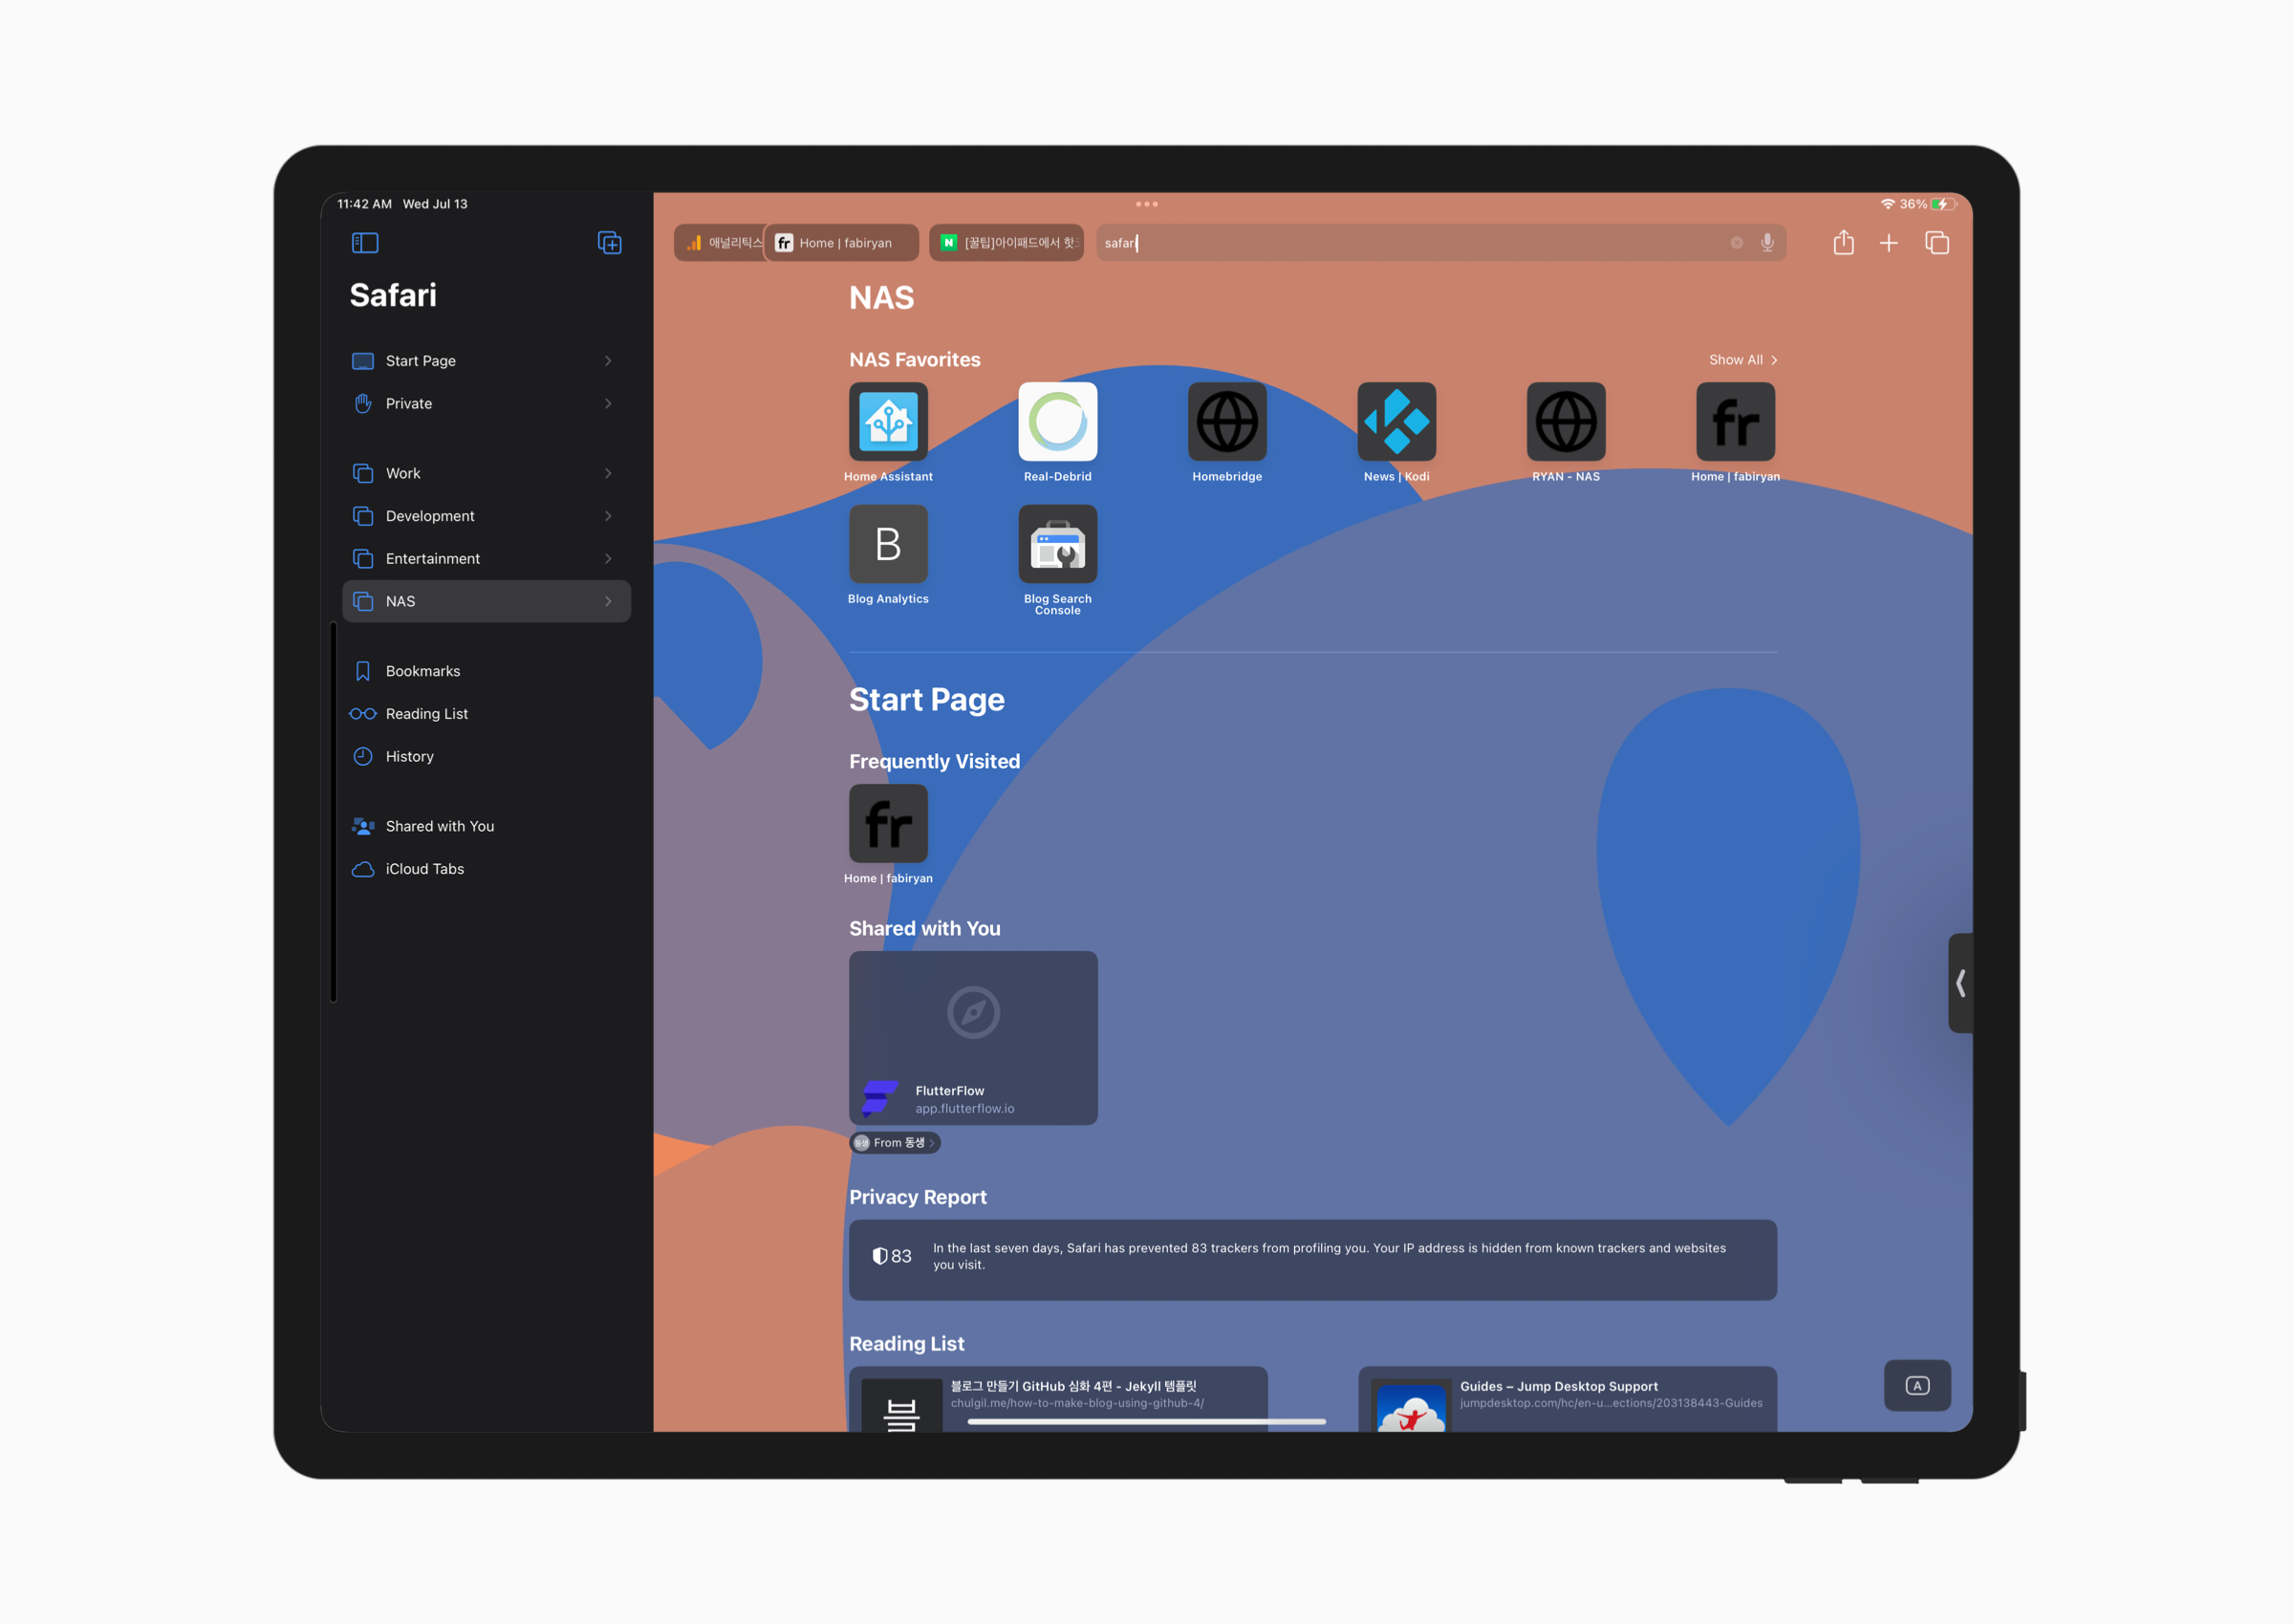 11:42 AM Wed Jul 13
36%
Safari
Start Page
Private
Work
Development
Entertainment
NAS
Bookmarks
Reading List
History
Shared with You
iCloud Tabs
애널리틱스
fr Home | fabiryan
N [꿀팁]아이패드에서 핫
safari
NAS
NAS Favorites
Show All
fr
Home Assistant
Real-Debrid
Homebridge
News | Kodi
RYAN - NAS
Home | fabiryan
B
Blog Analytics
Blog Search
Console
Start Page
Frequently Visited
fr
Home | fabiryan
Shared with You
FlutterFlow
app.flutterflow.io
동생 From 동생
Privacy Report
83
In the last seven days, Safari has prevented 83 trackers from profiling you. Your IP address is hidden from known trackers and websites
you visit.
Reading List
블로그 만들기 GitHub 심화 4편 - Jekyll 템플릿
chulgil.me/how-to-make-blog-using-github-4/
블
Guides – Jump Desktop Support
jumpdesktop.com/hc/en-u...ections/203138443-Guides
A